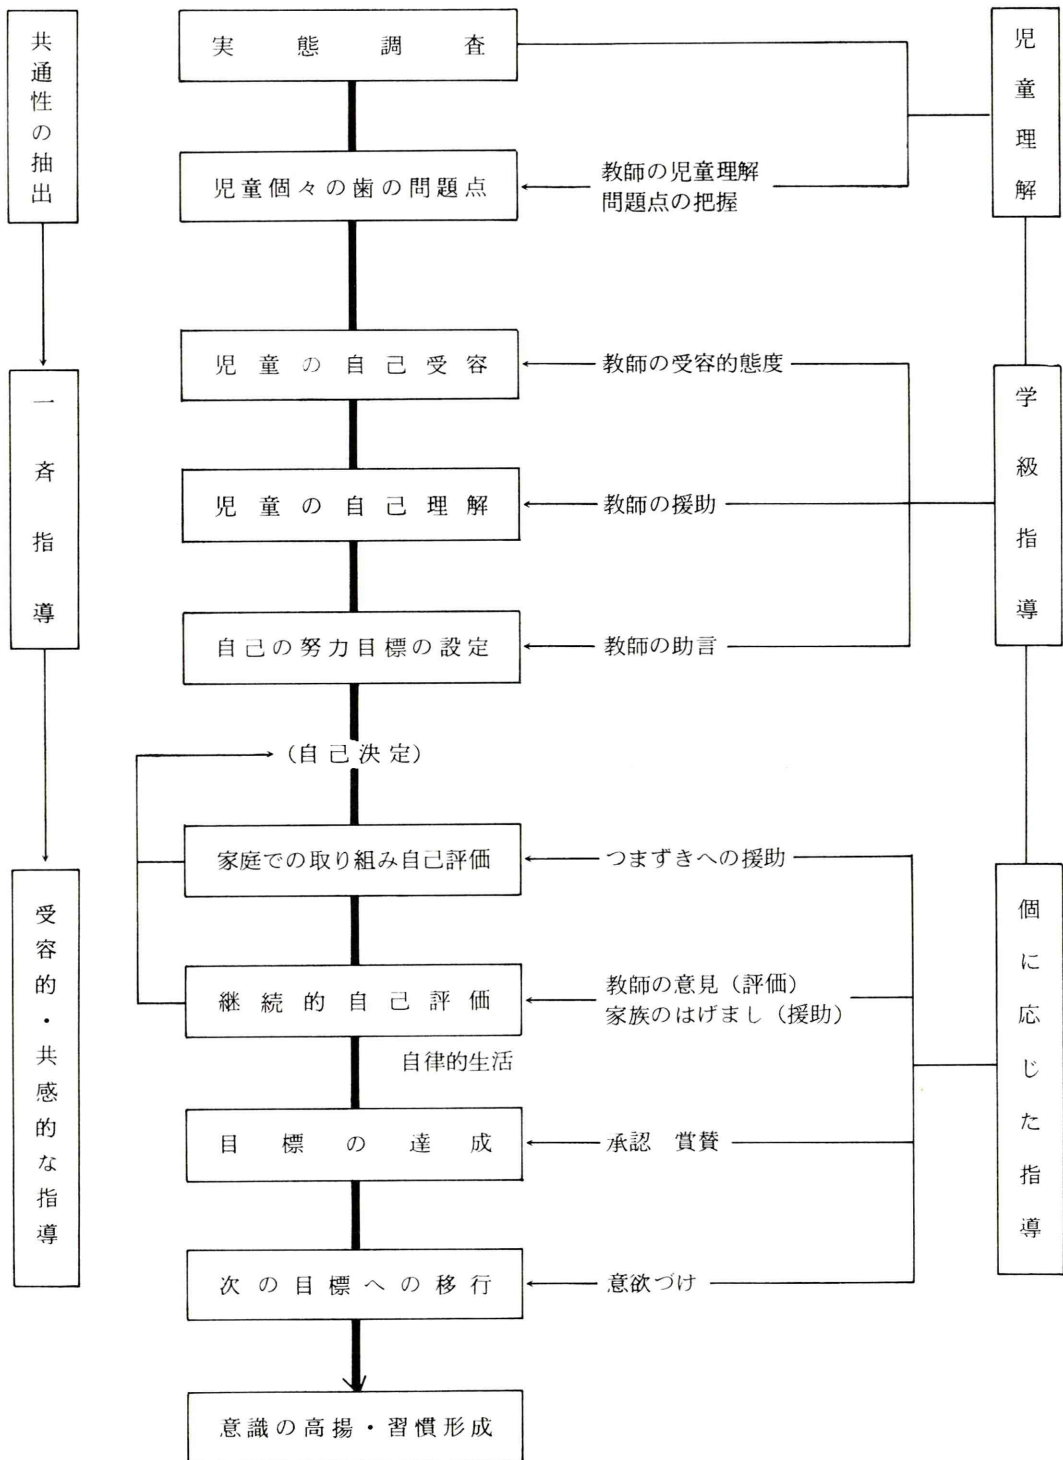 共通性の抽出
一斉指導
受容的・共感的な指導
実態調査
児童個々の歯の問題点
児童の自己受容
児童の自己理解
自己の努力目標の設定
（自己決定）
家庭での取り組み自己評価
継続的自己評価
自律的生活
目標の達成
次の目標への移行
意識の高揚・習慣形成
教師の児童理解
問題点の把握
教師の受容的態度
教師の援助
教師の助言
つまずきへの援助
教師の意見（評価）
家族のはげまし（援助）
承認　賞賛
意欲づけ
児童理解
学級指導
個に応じた指導